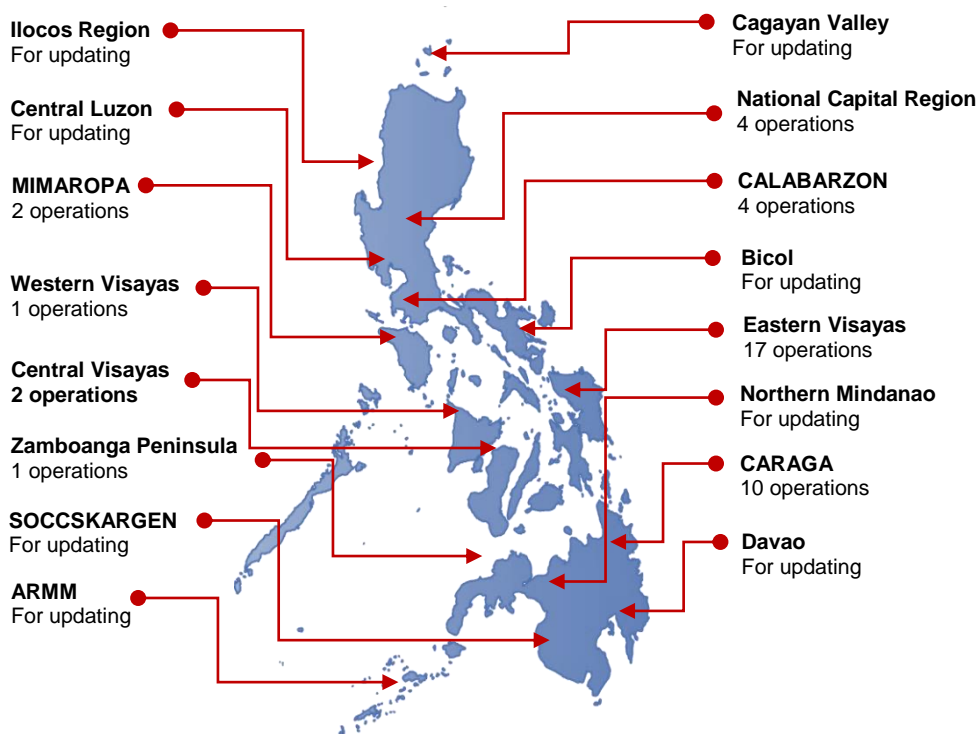 Ilocos Region
For updating
Central Luzon
For updating
MIMAROPA
2 operations
Western Visayas
1 operations
Central Visayas
2 operations
Zamboanga Peninsula
1 operations
SOCCSKARGEN
For updating
ARMM
For updating
Cagayan Valley
For updating
National Capital Region
4 operations
CALABARZON
4 operations
Bicol
For updating
Eastern Visayas
17 operations
Northern Mindanao
For updating
CARAGA
10 operations
Davao
For updating